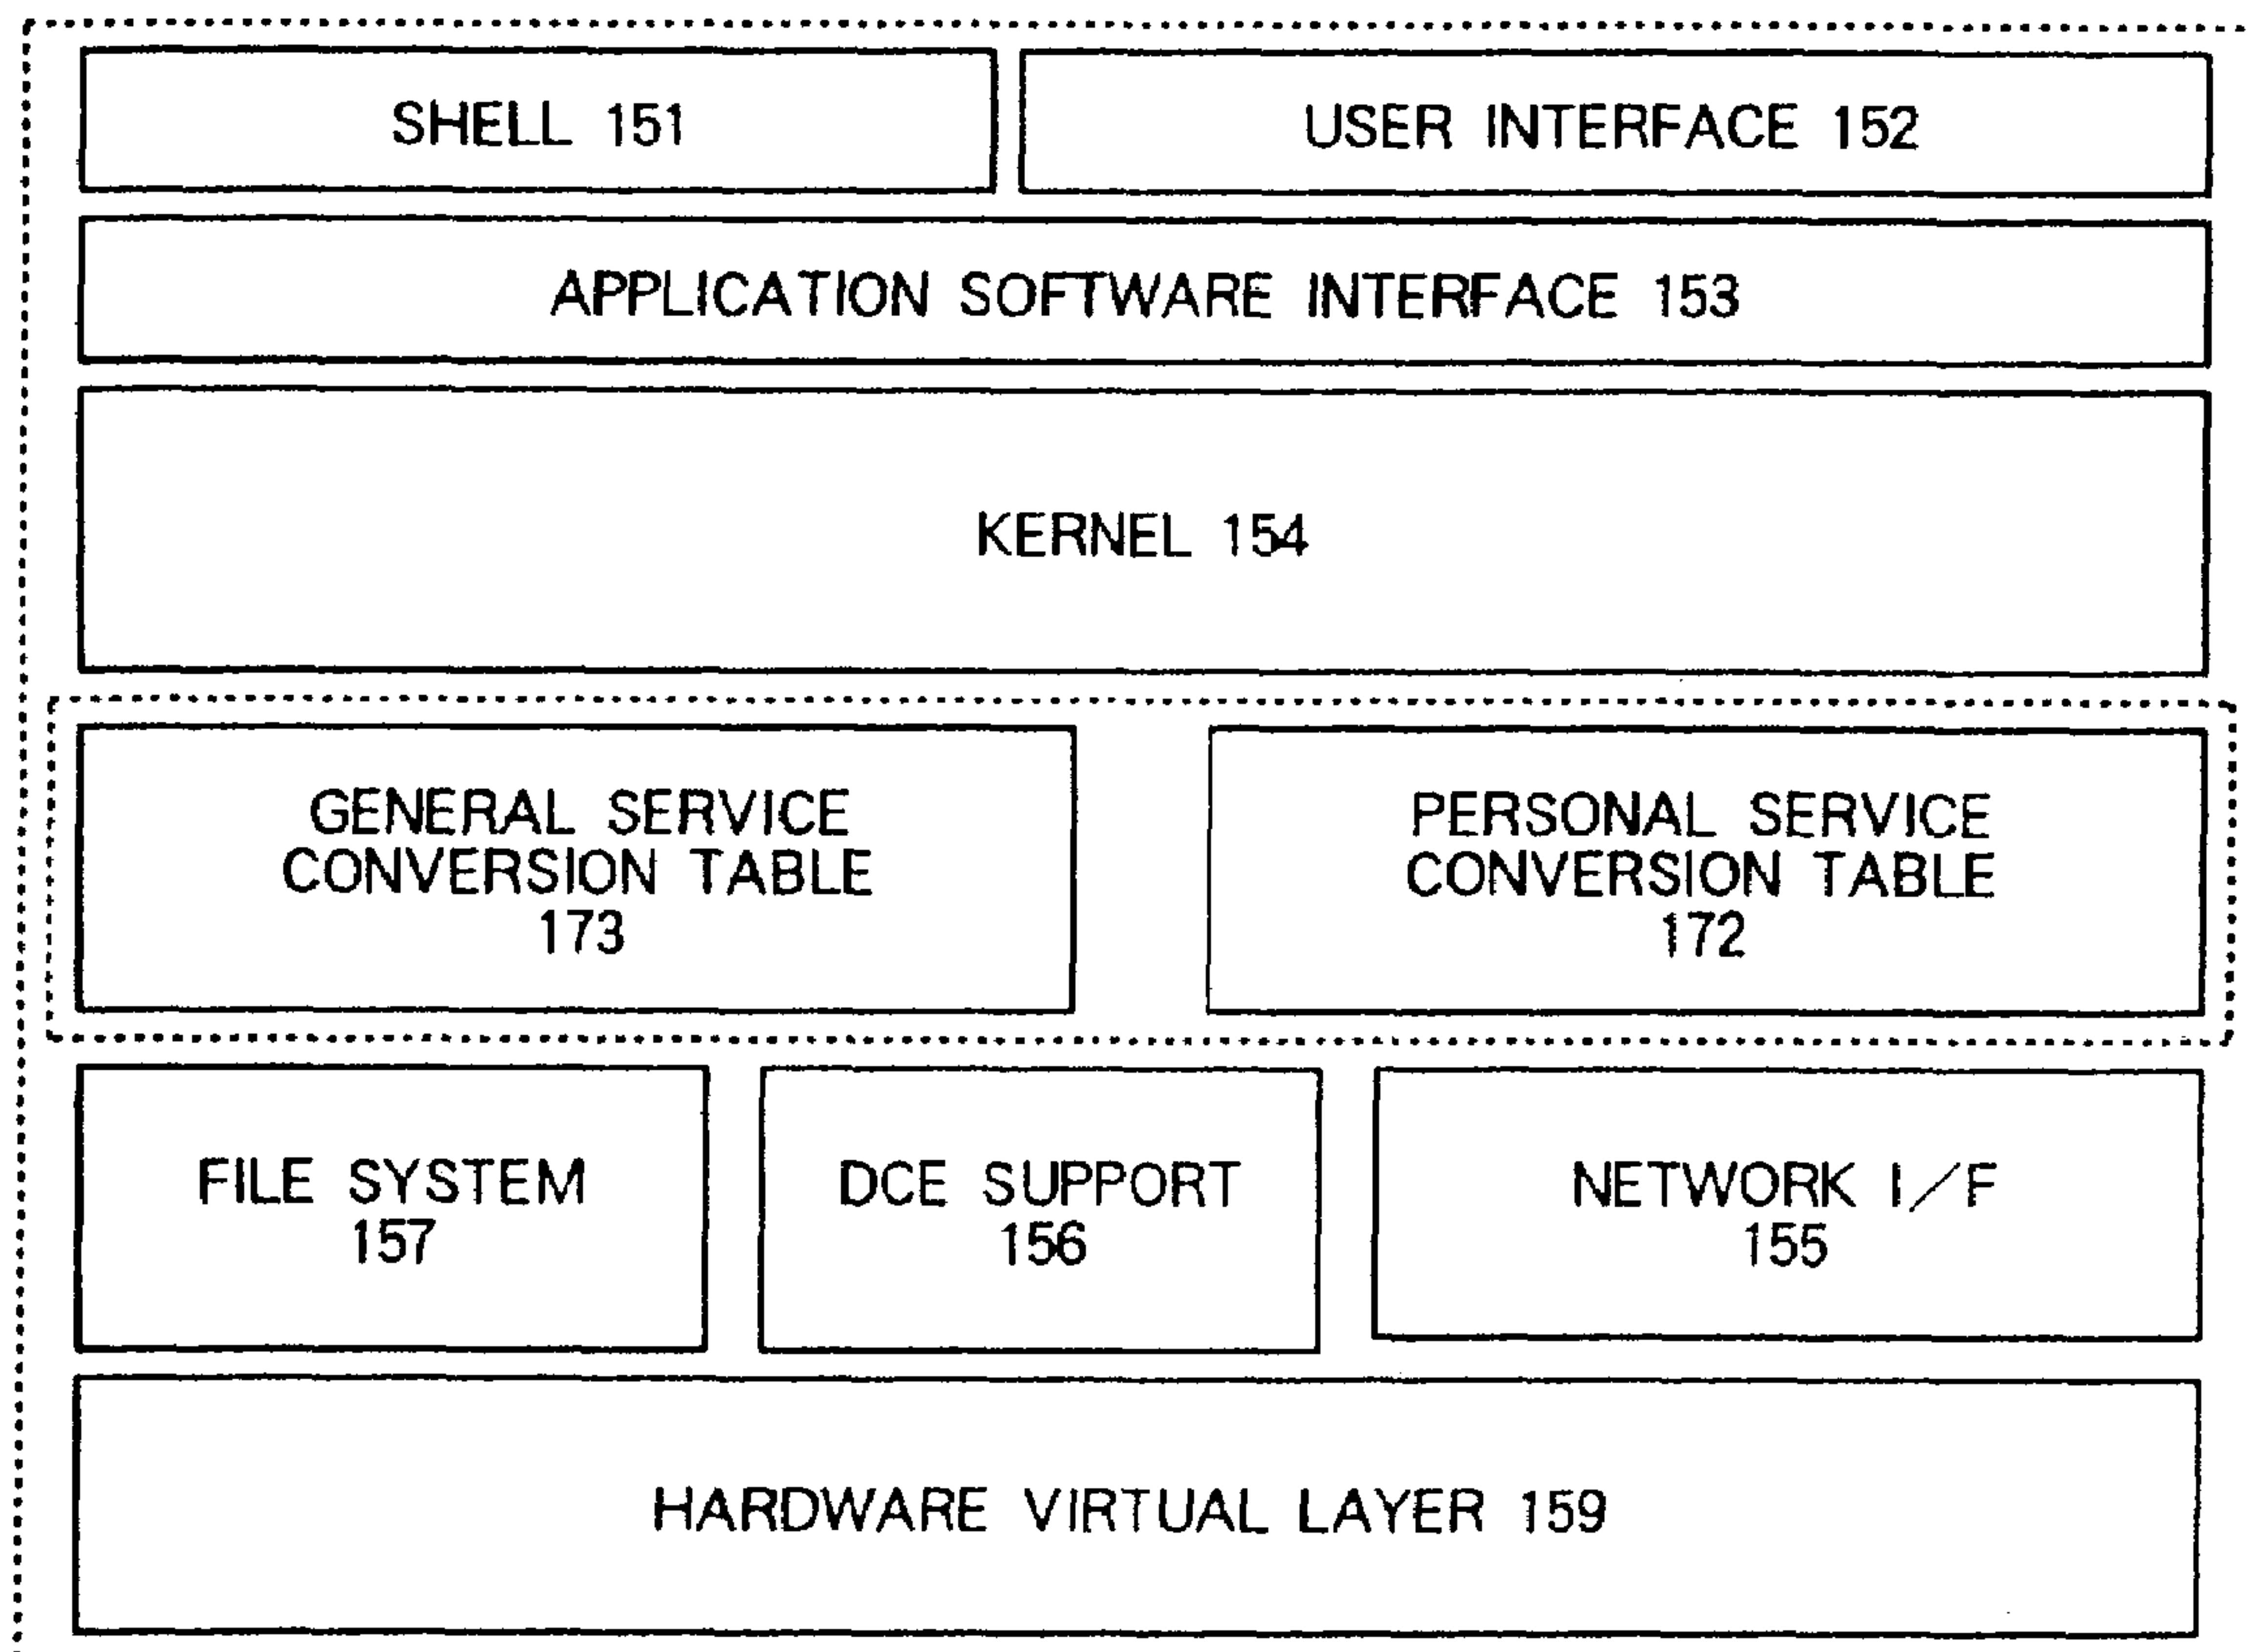 SHELL 151
USER INTERFACE 152
APPLICATION SOFTWARE INTERFACE 153
KERNEL 154
GENERAL SERVICE
CONVERSION TABLE
173
PERSONAL SERVICE
CONVERSION TABLE
172
FILE SYSTEM
157
DCE SUPPORT
156
NETWORK I/F
155
HARDWARE VIRTUAL LAYER 159